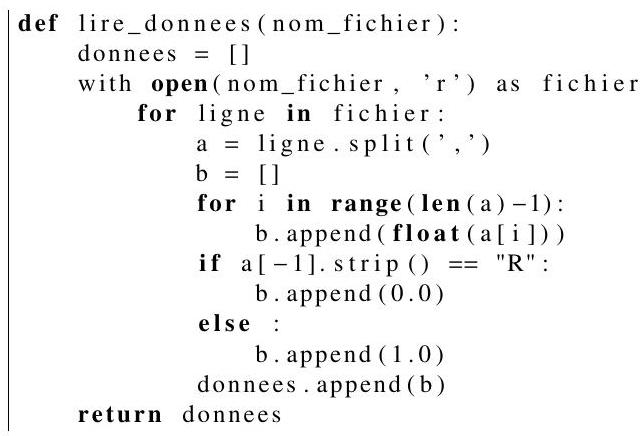 def lire_donnees(nom_fichier):
    donnees = []
    with open(nom_fichier, 'r') as fichier
        for ligne in fichier:
            a = ligne.split(',')
            b = []
            for i in range(len(a)-1):
                b.append(float(a[i]))
            if a[-1].strip() == "R":
                b.append(0.0)
            else :
                b.append(1.0)
            donnees.append(b)
    return donnees